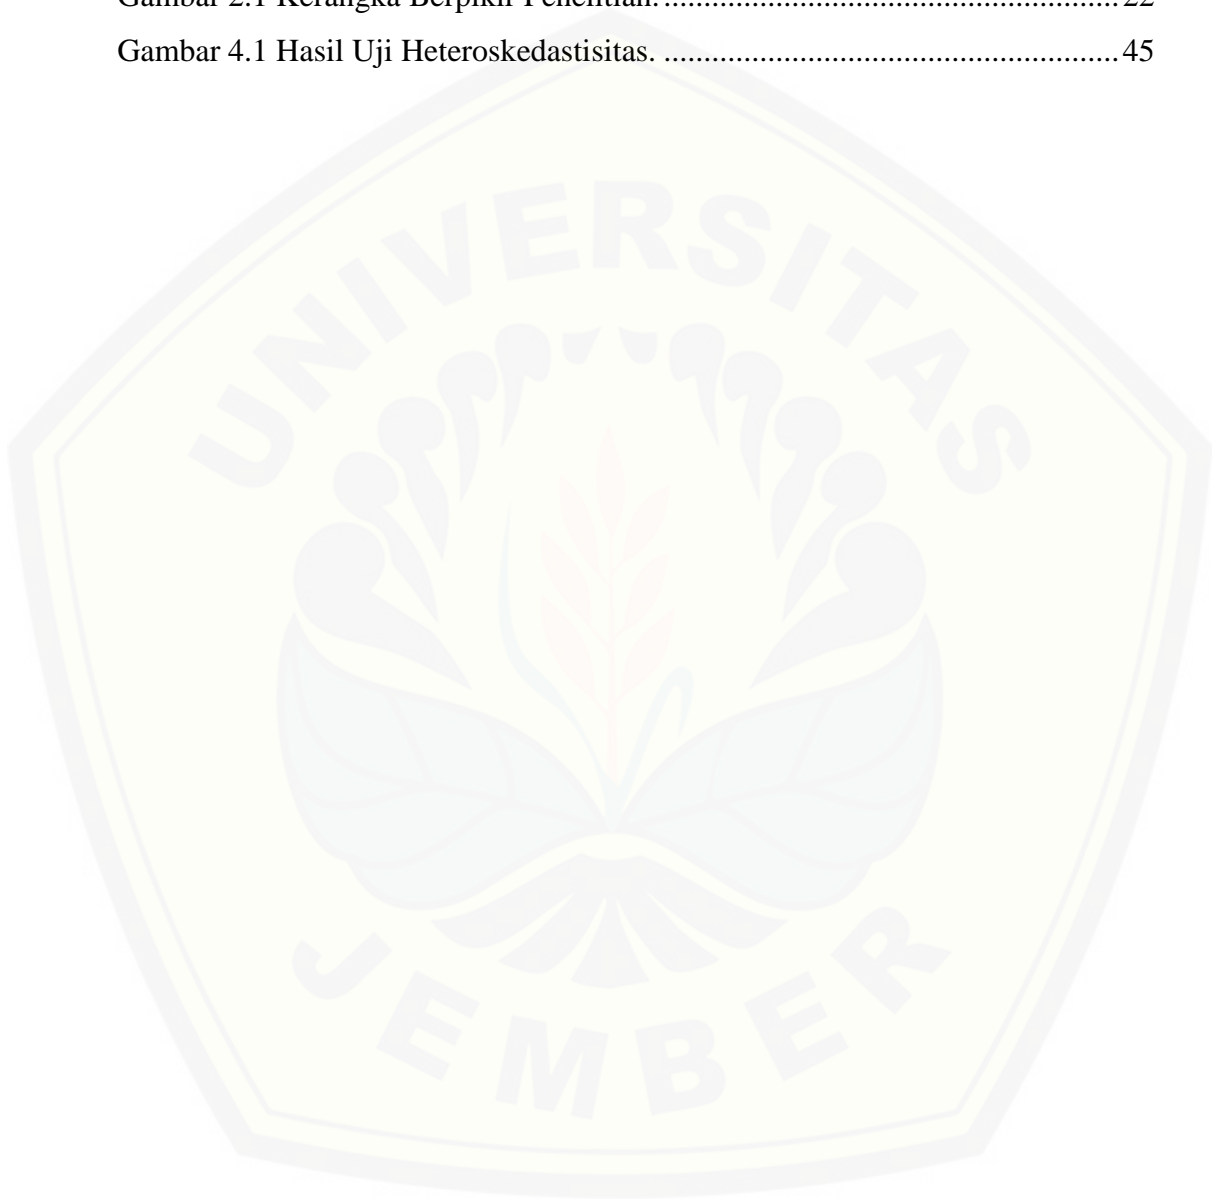 Gambar 2.1 Kerangka Berpikir Penelitian. ........................................................ 22
Gambar 4.1 Hasil Uji Heteroskedastisitas. ........................................................ 45
UNIVERSITAS
JEMBER